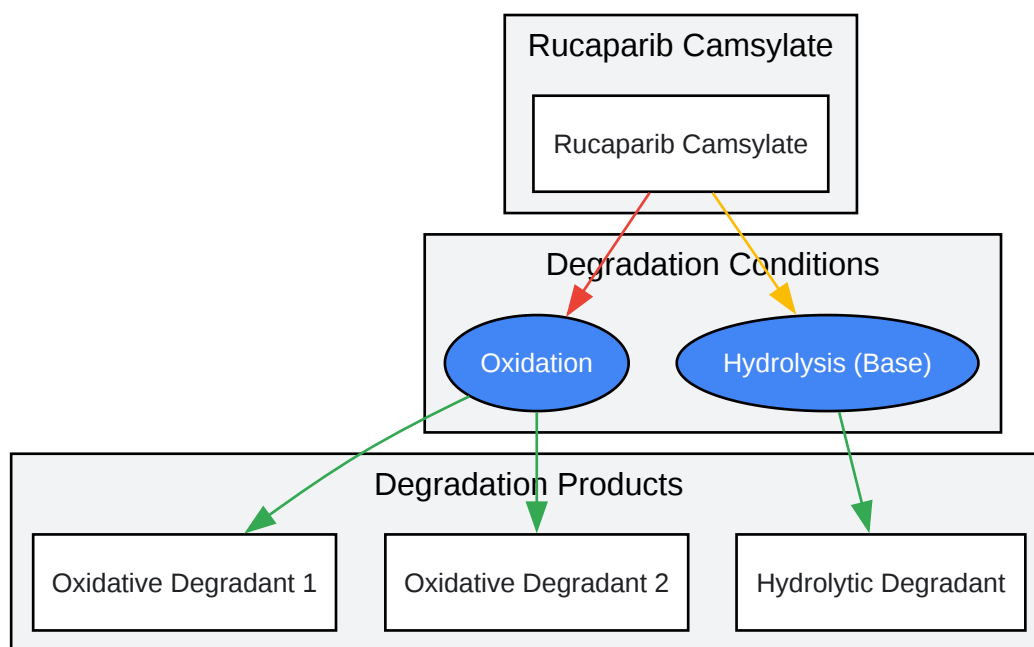 Rucaparib Camsylate
Rucaparib Camsylate
Degradation Conditions
Oxidation
Hydrolysis (Base)
Degradation Products
Oxidative Degradant 1
Oxidative Degradant 2
Hydrolytic Degradant